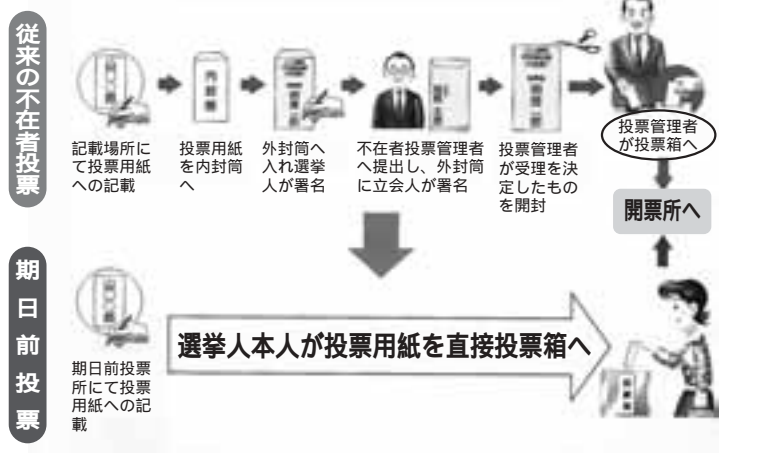 従来の不在者投票
記載場所に
て投票用紙
への記載
投票用紙
を内封筒
へ
外封筒へ
入れ選挙
人が署名
不在者投票管理者
へ提出し、外封筒
に立会人が署名
投票管理者
が受理を決
定したもの
を開封
投票管理者
が投票箱へ
開票所へ
期日前投票
期日前投票
所にて投票
用紙への記
載
選挙人本人が投票用紙を直接投票箱へ
内封筒
投票箱